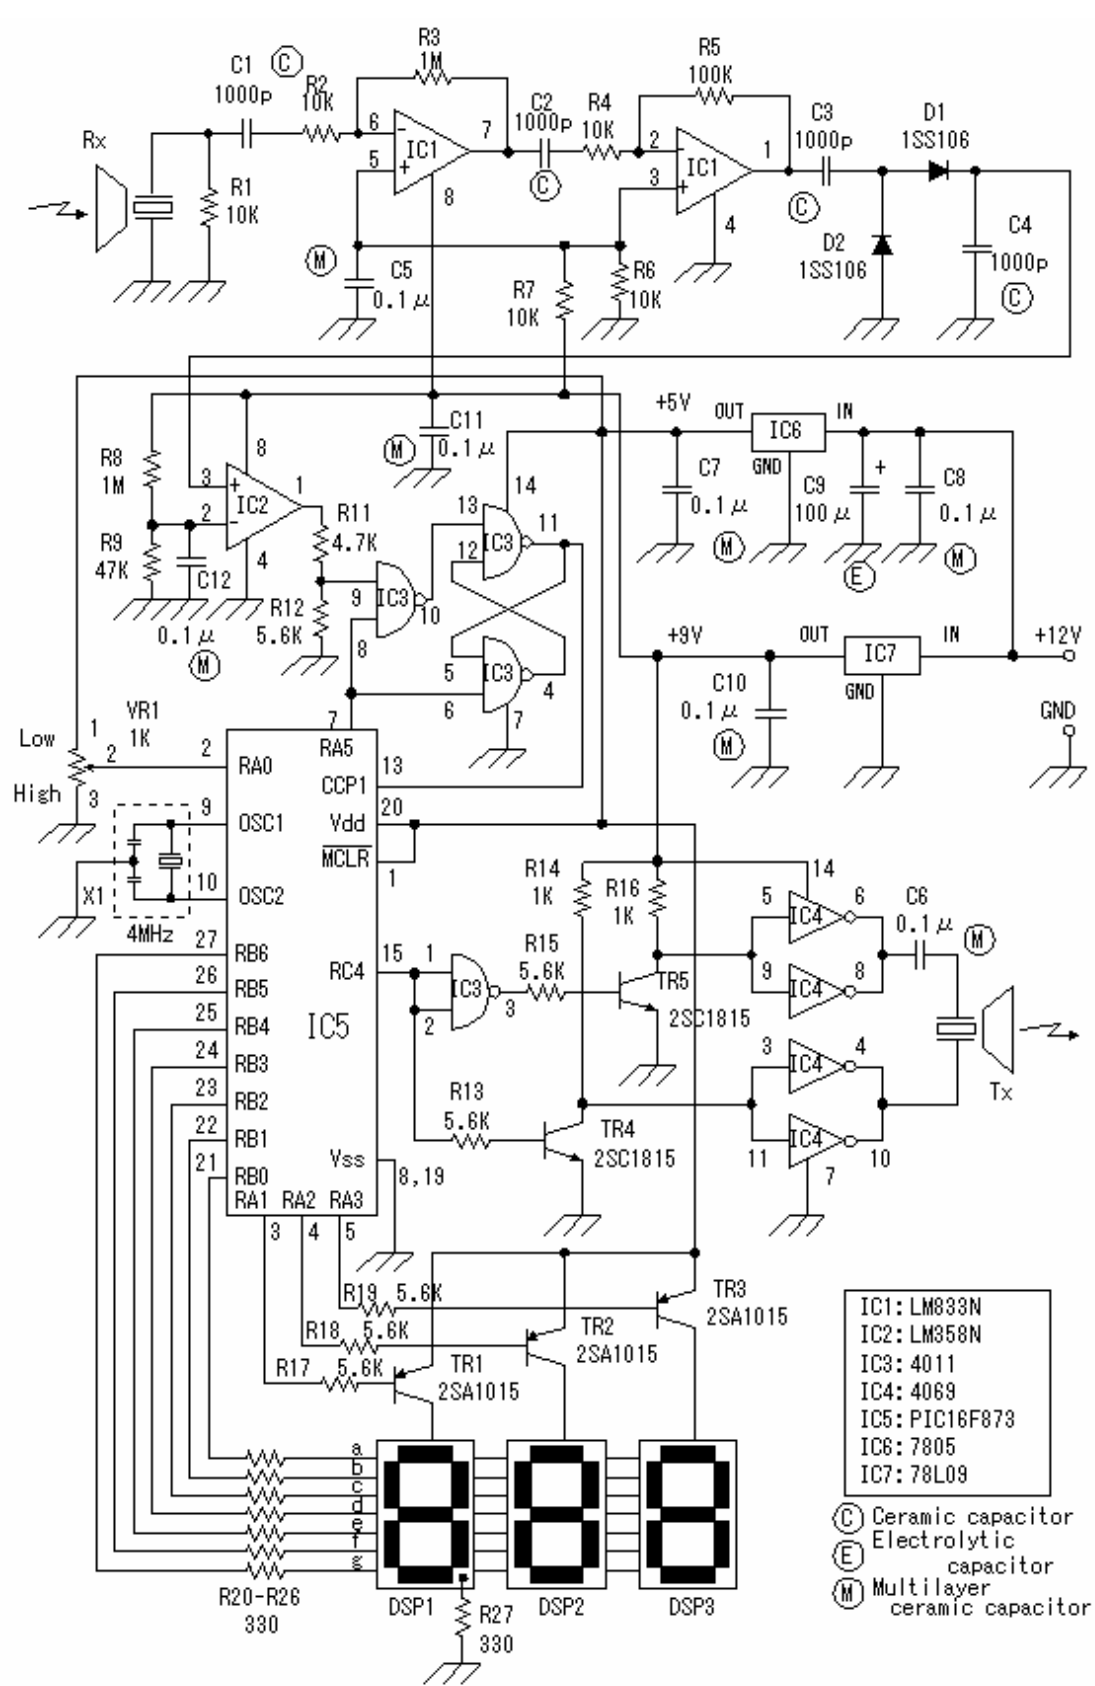 R3
1M
R5
100K
C1 C
1000p
R2
10K
C2
1000p
C
R4
10K
C3
1000p
C
D1
1SS106
Rx
6
5
-
+
IC1
7
8
2
3
-
+
IC1
1
4
R1
10K
D2
1SS106
C4
1000p
C
M
C5
0.1μ
R7
10K
R6
10K
+5V
OUT
IC6
IN
GND
C11
0.1μ
M
R8
1M
8
3
2
+
-
IC2
1
4
R9
47K
C12
0.1μ
M
R11
4.7K
R12
5.6K
9
8
IC3
10
13
12
14
IC3
11
5
6
IC3
4
7
C7
0.1μ
M
C9
100μ
+
E
C8
0.1μ
M
+9V
OUT
IC7
IN
GND
+12V
GND
C10
0.1μ
M
Low
High
1
2
3
VR1
1K
2
RA0
7
RA5
CCP1
13
9
OSC1
Vdd
20
MCLR
1
X1
4MHz
10
OSC2
27
RB6
26
RB5
25
RB4
24
RB3
23
RB2
22
RB1
21
RB0
RC4
15
IC5
Vss
8,19
RA1
RA2
RA3
3
4
5
1
2
IC3
3
R15
5.6K
R13
5.6K
R14
1K
R16
1K
TR5
2SC1815
TR4
2SC1815
14
5
IC4
6
9
IC4
8
3
IC4
4
11
IC4
10
7
C6
0.1μ
M
Tx
R19 5.6K
R18 5.6K
R17 5.6K
TR3
2SA1015
TR2
2SA1015
TR1
2SA1015
a
b
c
d
e
f
g
R20-R26
330
DSP1
DSP2
DSP3
R27
330
IC1:LM833N
IC2:LM358N
IC3:4011
IC4:4069
IC5:PIC16F873
IC6:7805
IC7:78L09
C Ceramic capacitor
E Electrolytic
capacitor
M Multilayer
ceramic capacitor